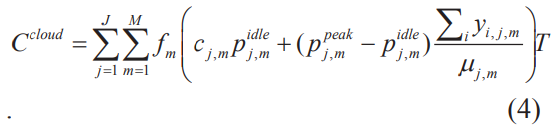 C^{cloud} = \sum_{j=1}^{J} \sum_{m=1}^{M} f_m \left( c_{j,m} p_{j,m}^{idle} + (p_{j,m}^{peak} - p_{j,m}^{idle}) \frac{\sum_i y_{i,j,m}}{\mu_{j,m}} \right) T
. (4)